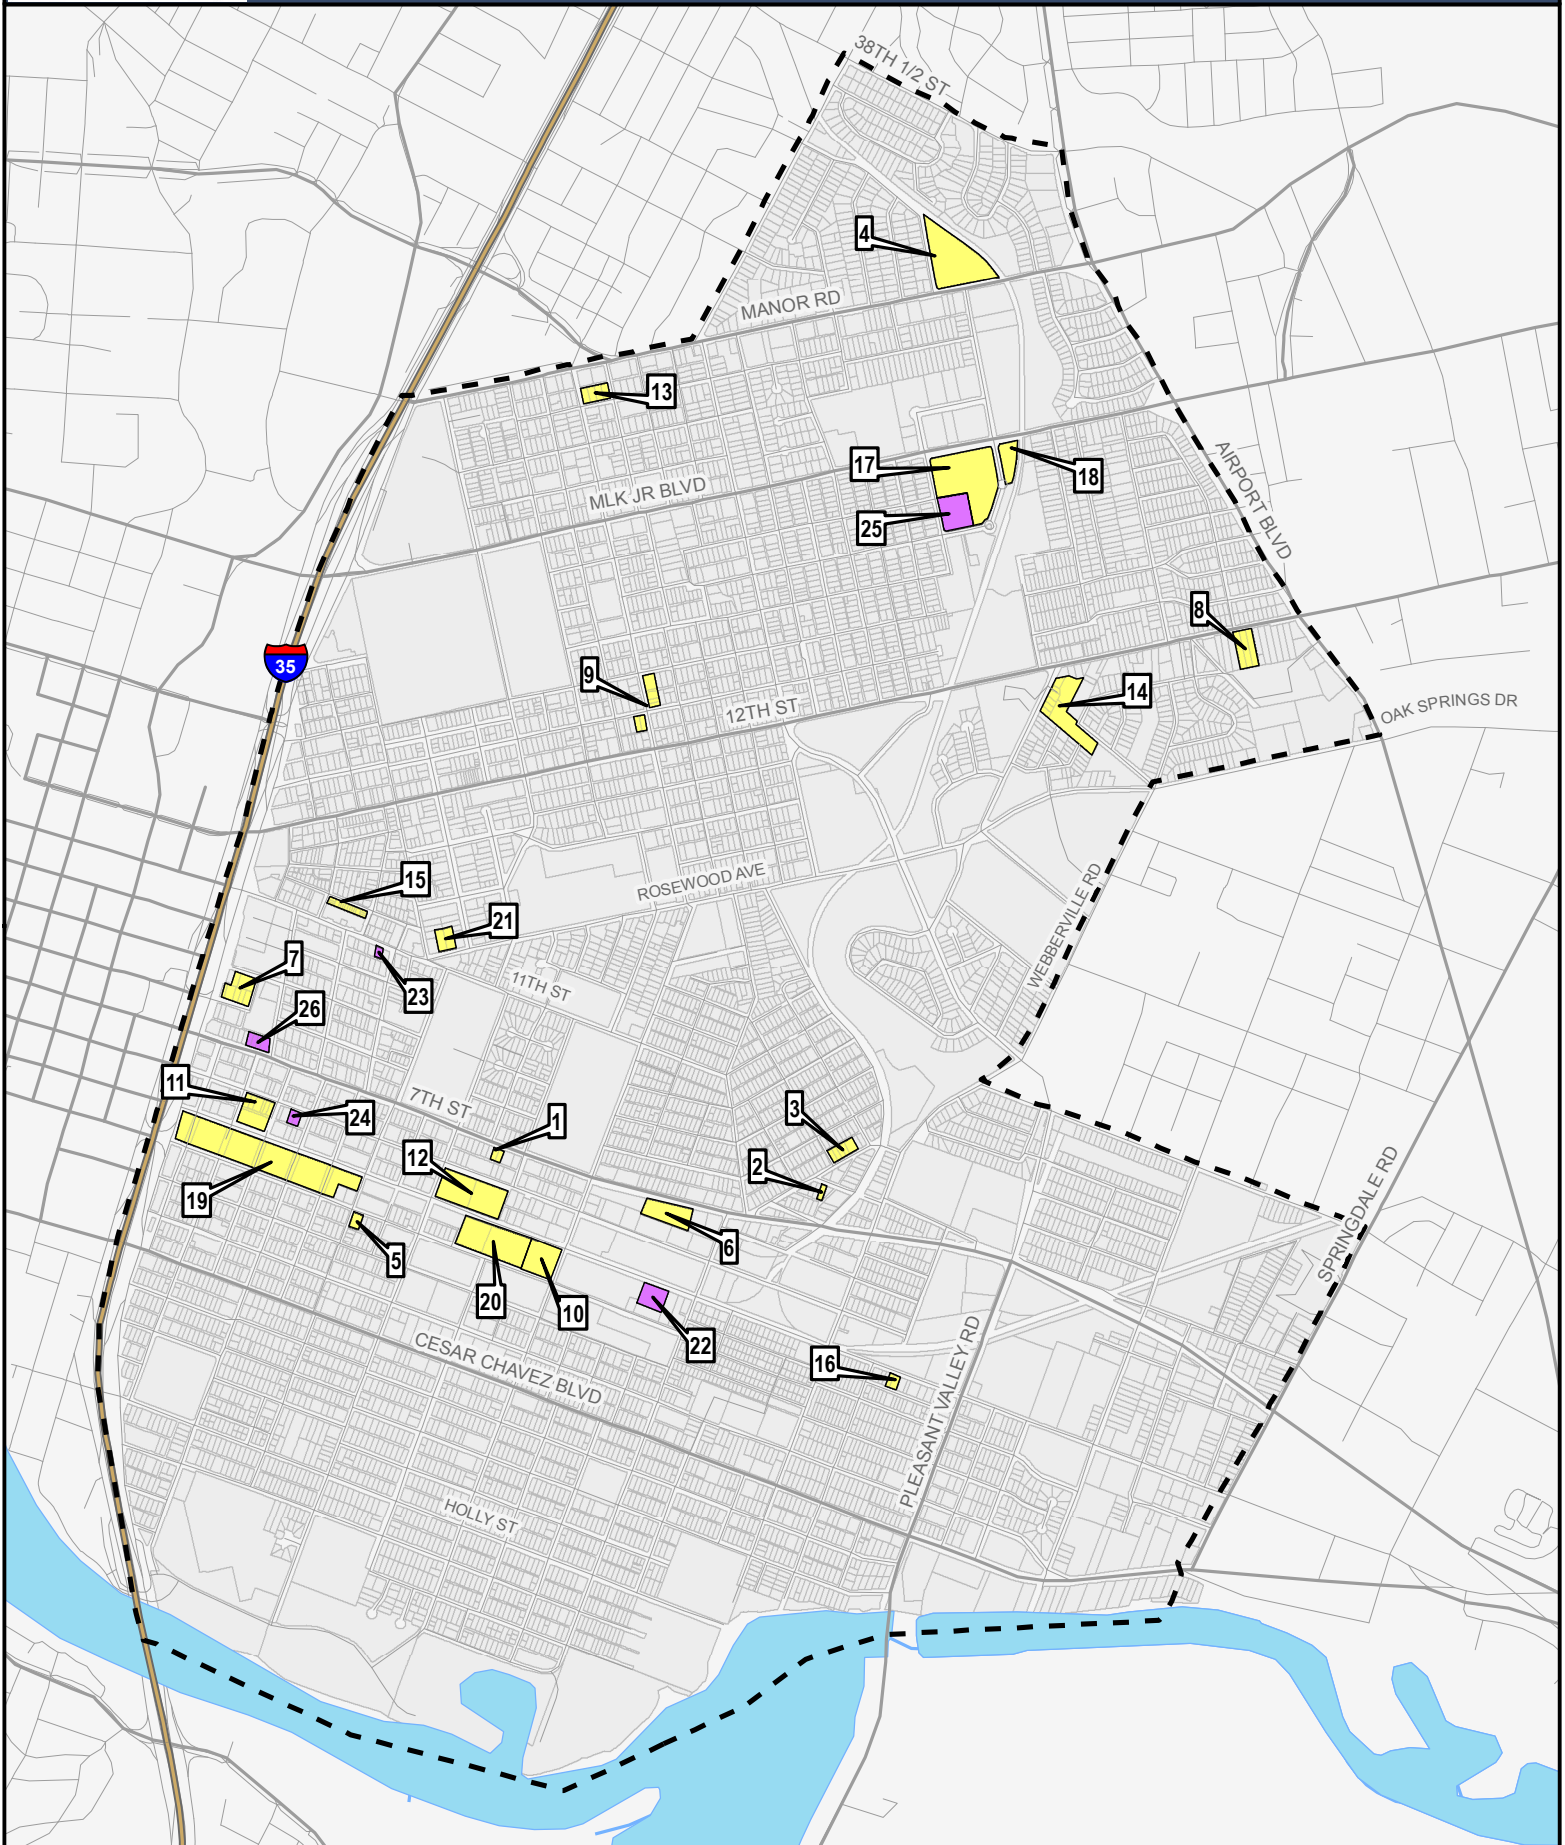 38TH 1/2 ST
4
MANOR RD
13
17
18
MLK JR BLVD
25
AIRPORT BLVD
8
35
9
14
12TH ST
OAK SPRINGS DR
15
ROSEWOOD AVE
21
WEBBERVILLE RD
7
23
11TH ST
26
11
24
7TH ST
1
3
12
2
19
SPRINGDALE RD
6
5
20
10
22
CESAR CHAVEZ BLVD
16
PLEASANT VALLEY RD
HOLLY ST